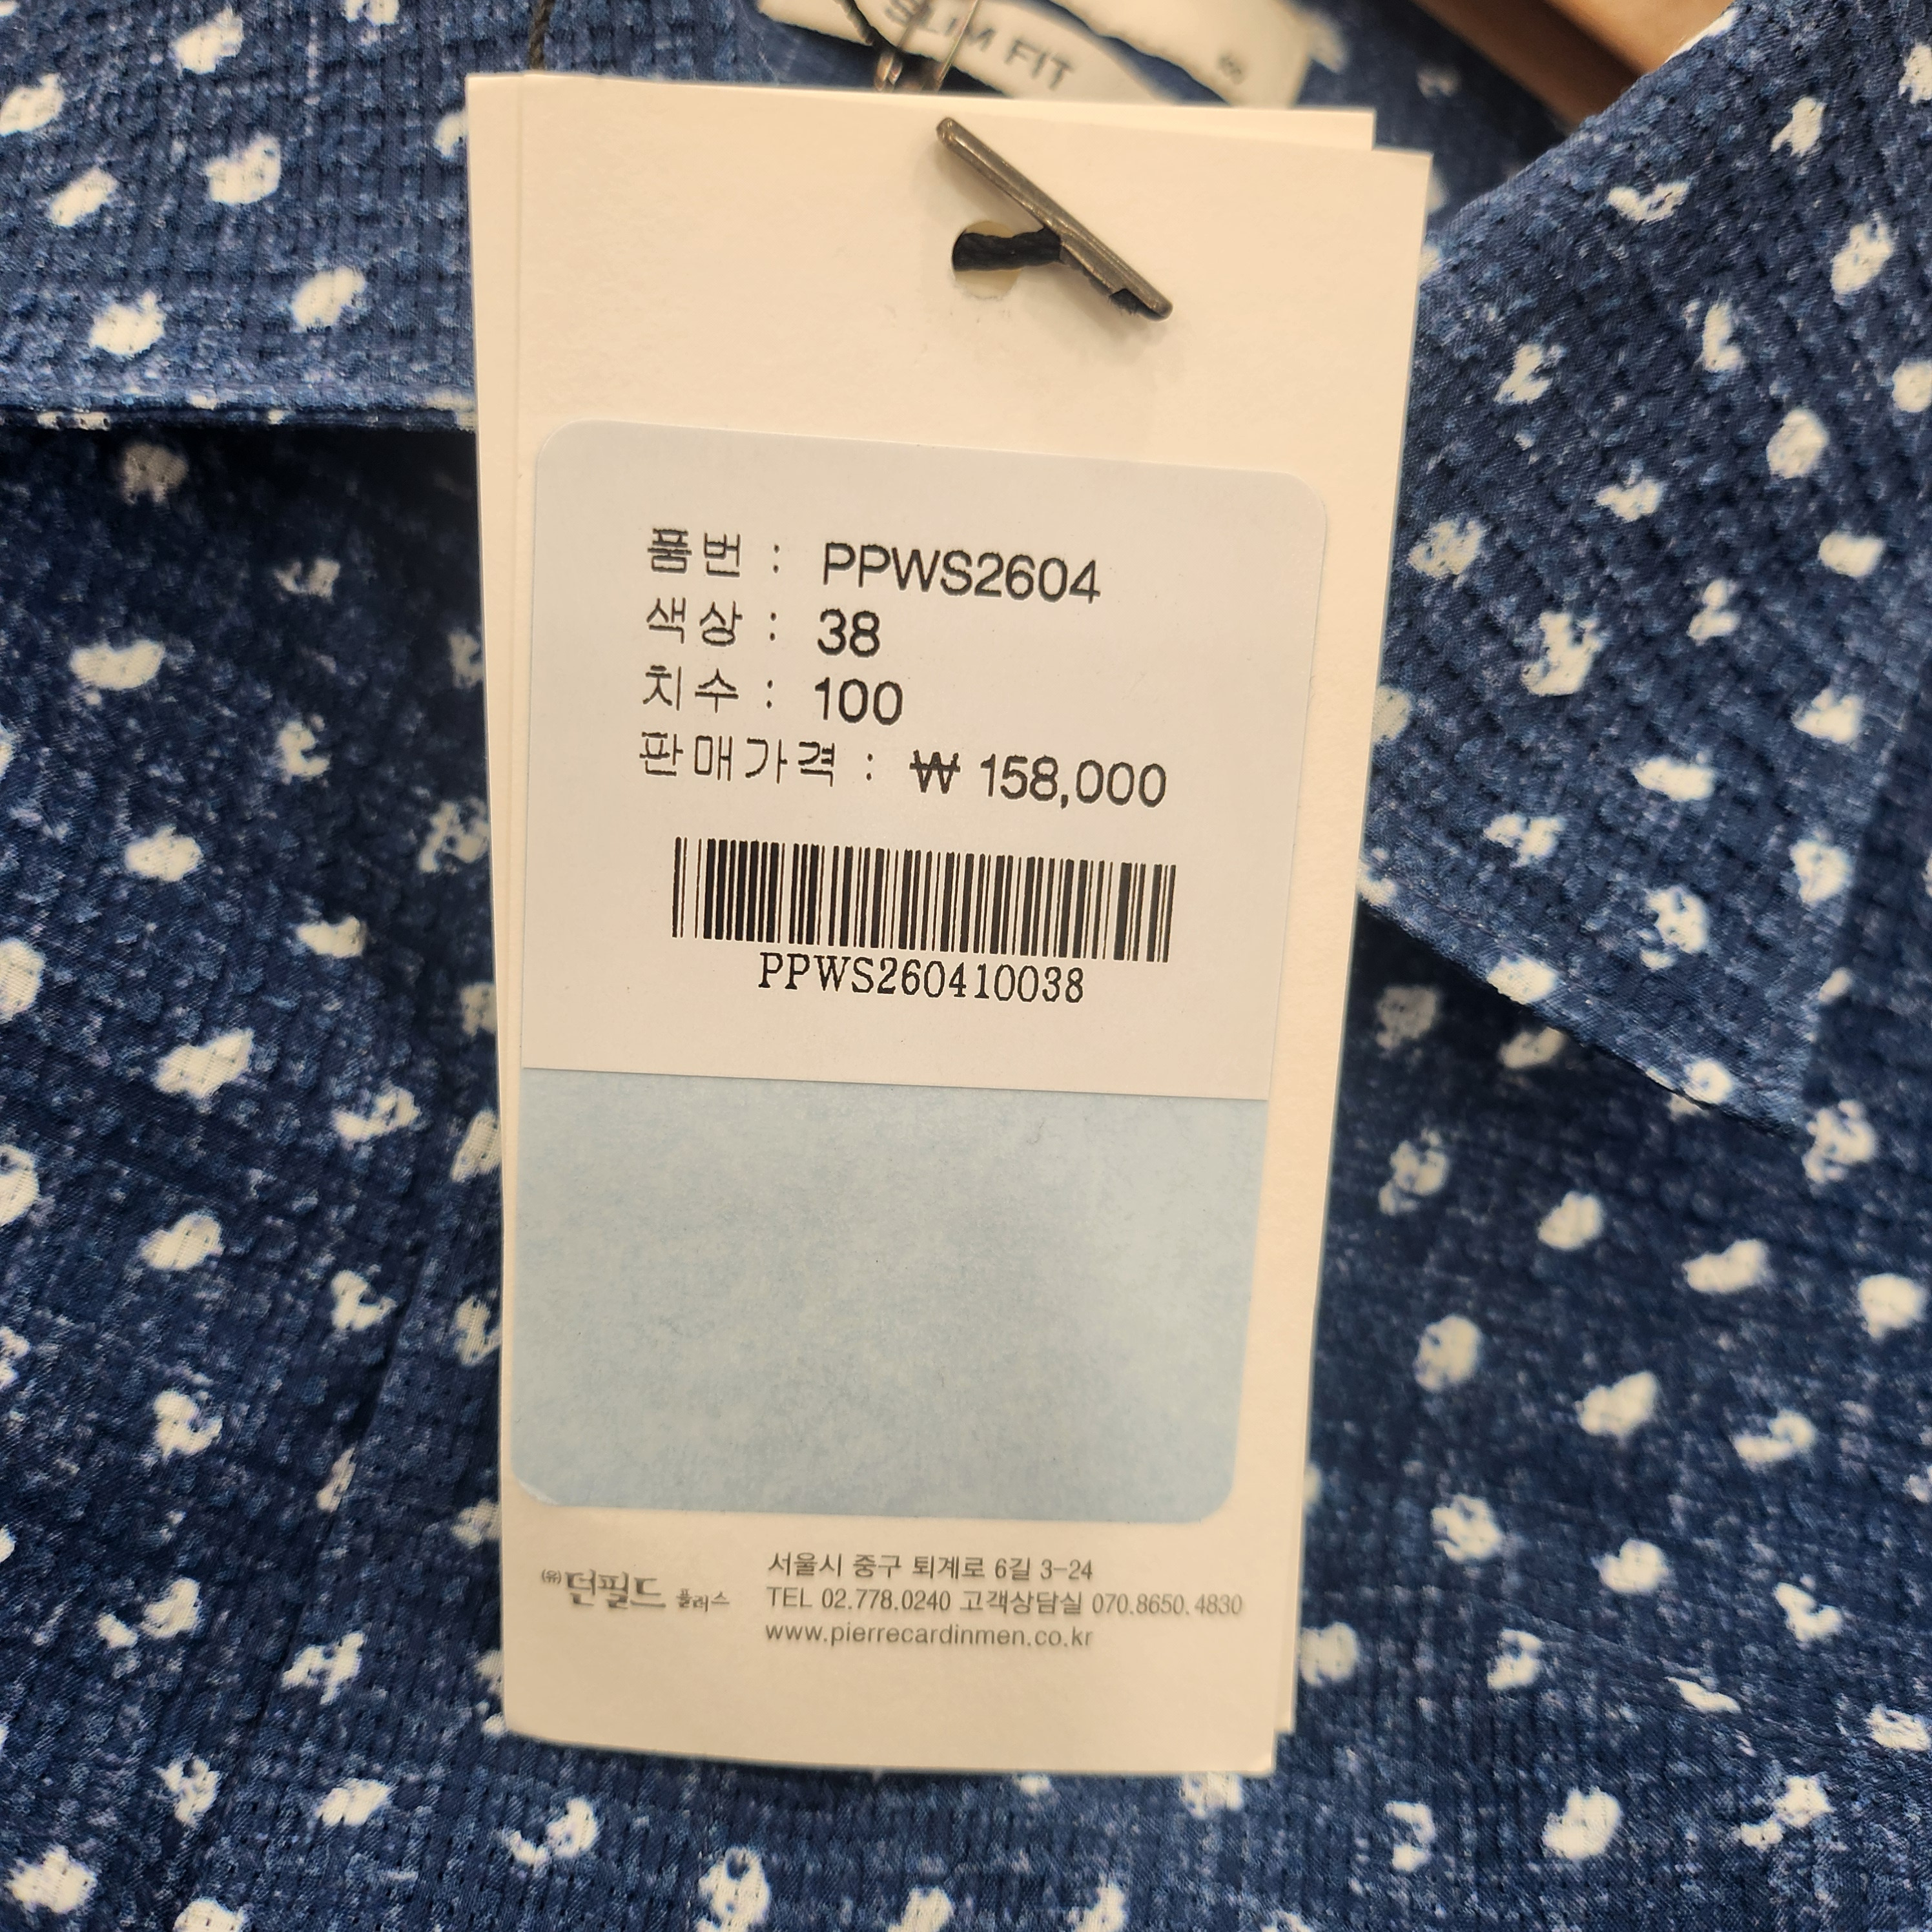 SLIM FIT
품번 : PPWS2604
색상 : 38
치수 : 100
판매가격 : ₩ 158,000
PPWS260410038
㈲던필드 플러스
서울시 중구 퇴계로 6길 3-24
TEL 02.778.0240 고객상담실 070.8650.4830
www.pierrecardinmen.co.kr